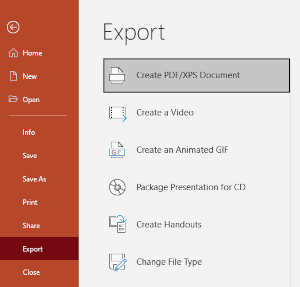 Home
New
Open
Info
Save
Save As
Print
Share
Export
Close
Export
Create PDF/XPS Document
Create a Video
GIF
Create an Animated GIF
Package Presentation for CD
Create Handouts
Change File Type